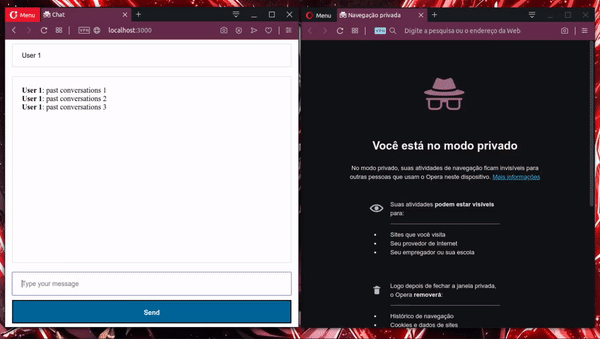 Menu
Chat
VPN
localhost:3000
User 1
User 1: past conversations 1
User 1: past conversations 2
User 1: past conversations 3
Type your message
Send
Menu
Navegação privada
VPN
Digite a pesquisa ou o endereço da Web
Você está no modo privado
No modo privado, suas atividades de navegação ficam invisíveis para
outras pessoas que usam o Opera neste dispositivo. Mais informações
Suas atividades podem estar visíveis
para:
Sites que você visita
Seu provedor de Internet
Seu empregador ou sua escola
Logo depois de fechar a janela privada,
o Opera removerá:
Histórico de navegação
Cookies e dados de sites